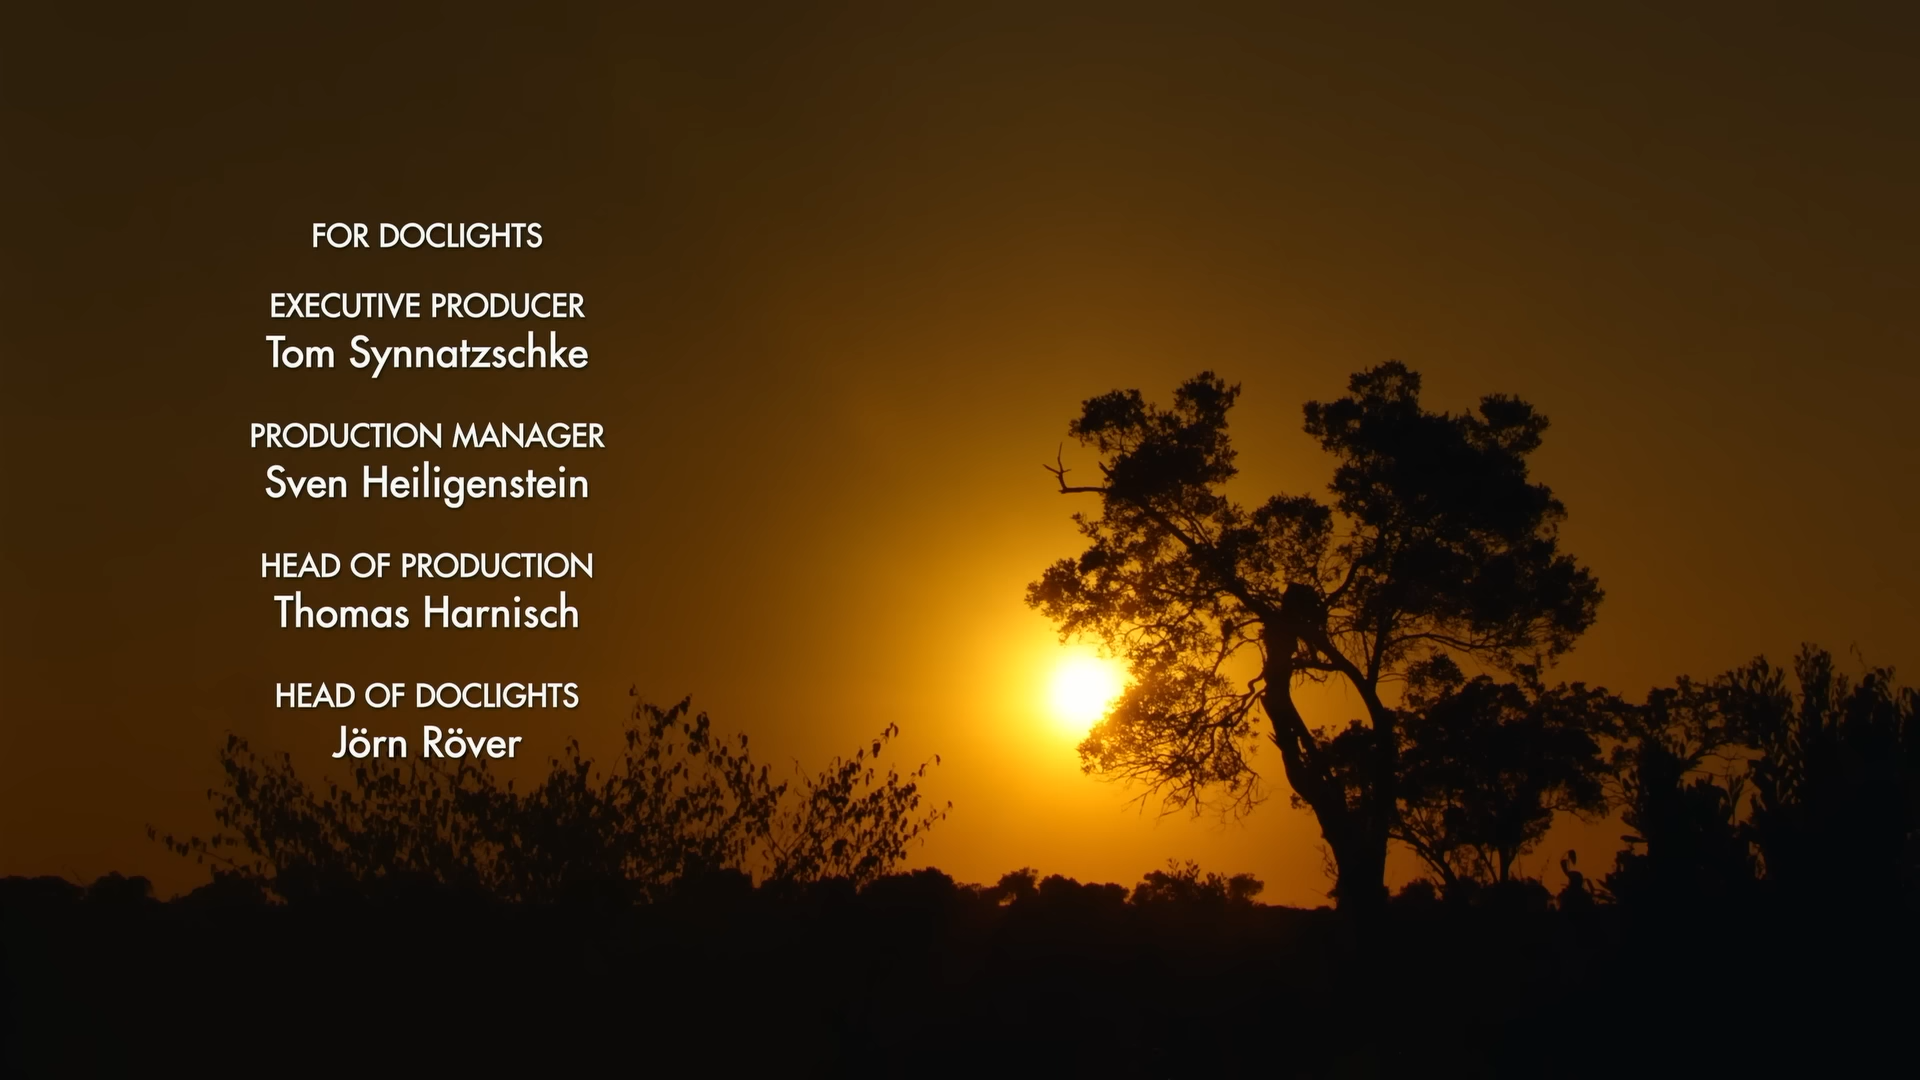 FOR DOCLIGHTS
EXECUTIVE PRODUCER
Tom Synnatzschke
PRODUCTION MANAGER
Sven Heiligenstein
HEAD OF PRODUCTION
Thomas Harnisch
HEAD OF DOCLIGHTS
Jörn Röver